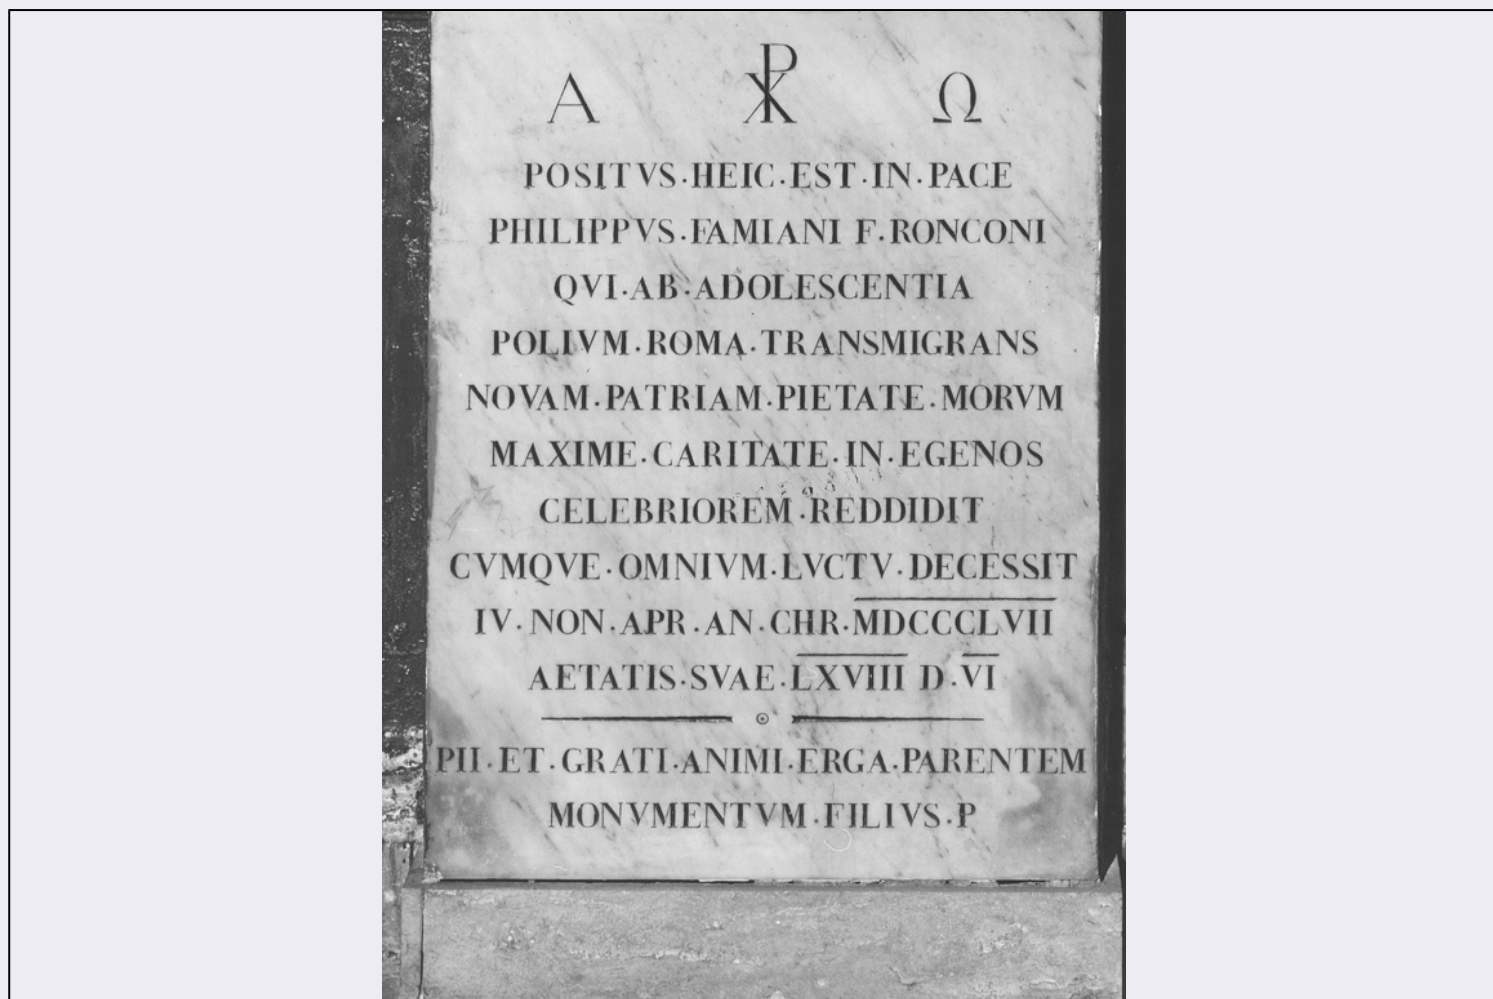 Α ☧ Ω
POSITVS·HEIC·EST·IN·PACE
PHILIPPVS·FAMIANI F·RONCONI
QVI·AB·ADOLESCENTIA
POLIVM·ROMA·TRANSMIGRANS
NOVAM·PATRIAM·PIETATE·MORVM
MAXIME·CARITATE·IN·EGENOS
CELEBRIOREM·REDDIDIT
CVMQVE·OMNIVM·LVCTV·DECESSIT
IV·NON·APR·AN·CHR·MDCCCLVII
AETATIS·SVAE·LXVIII D·VI
PII·ET·GRATI·ANIMI·ERGA·PARENTEM
MONVMENTVM·FILIVS·P